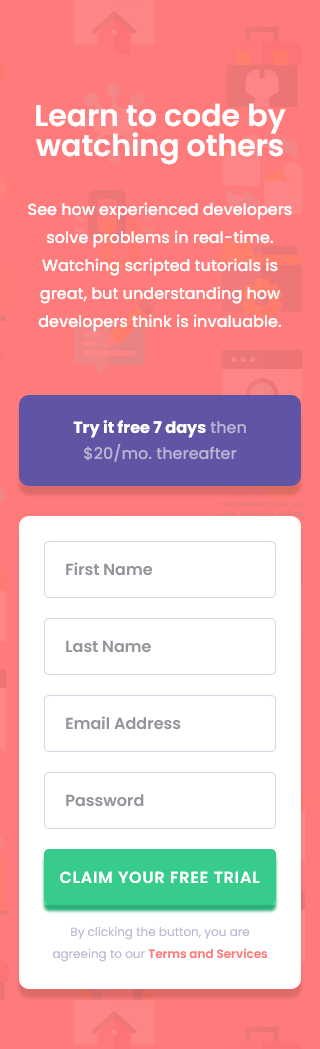 Learn to code by
watching others
See how experienced developers
solve problems in real-time.
Watching scripted tutorials is
great, but understanding how
developers think is invaluable.
Try it free 7 days then
$20/mo. thereafter
First Name
Last Name
Email Address
Password
CLAIM YOUR FREE TRIAL
By clicking the button, you are
agreeing to our Terms and Services